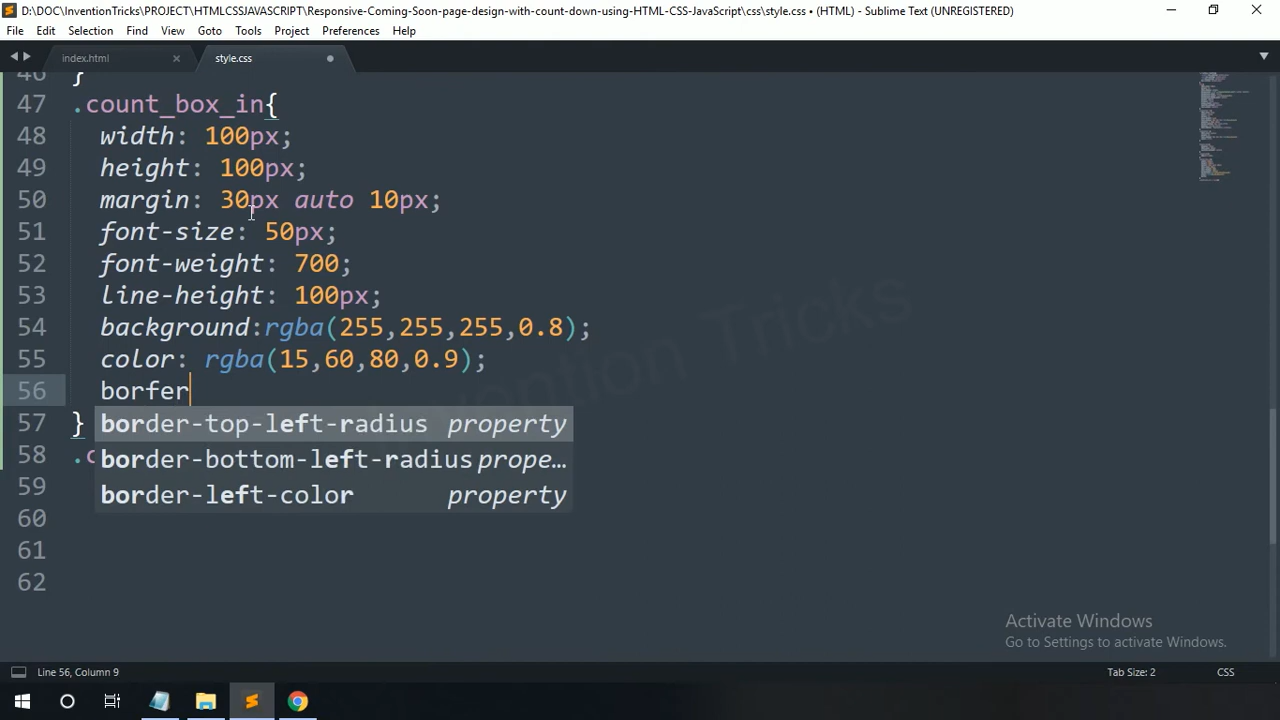 D:\DOC\InventionTricks\PROJECT\HTMLCSSJAVASCRIPT\Responsive-Coming-Soon-page-design-with-count-down-using-HTML-CSS-JavaScript\css\style.css • (HTML) - Sublime Text (UNREGISTERED)
File Edit Selection Find View Goto Tools Project Preferences Help
index.html style.css
46 }
47 .count_box_in{
48 width: 100px;
49 height: 100px;
50 margin: 30px auto 10px;
51 font-size: 50px;
52 font-weight: 700;
53 line-height: 100px;
54 background:rgba(255,255,255,0.8);
55 color: rgba(15,60,80,0.9);
56 borfer
57 } border-top-left-radius property
58 .c border-bottom-left-radius prope…
59 border-left-color property
60
61
62
Invention Tricks
Activate Windows
Go to Settings to activate Windows.
Line 56, Column 9 Tab Size: 2 CSS